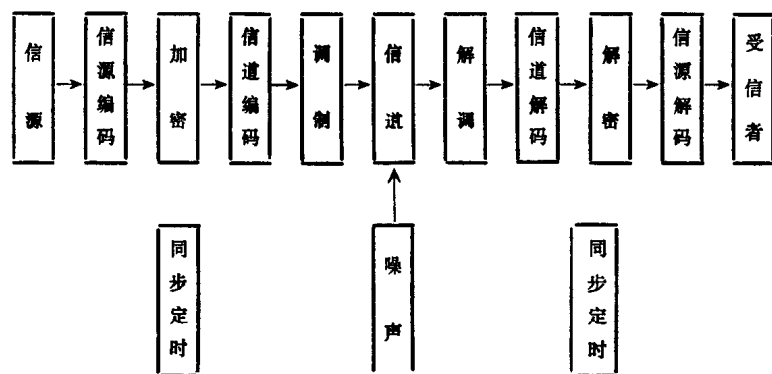 信源
信源编码
加密
信道编码
调制
信道
解调
信道解码
解密
信源解码
受信者
同步定时
噪声
同步定时